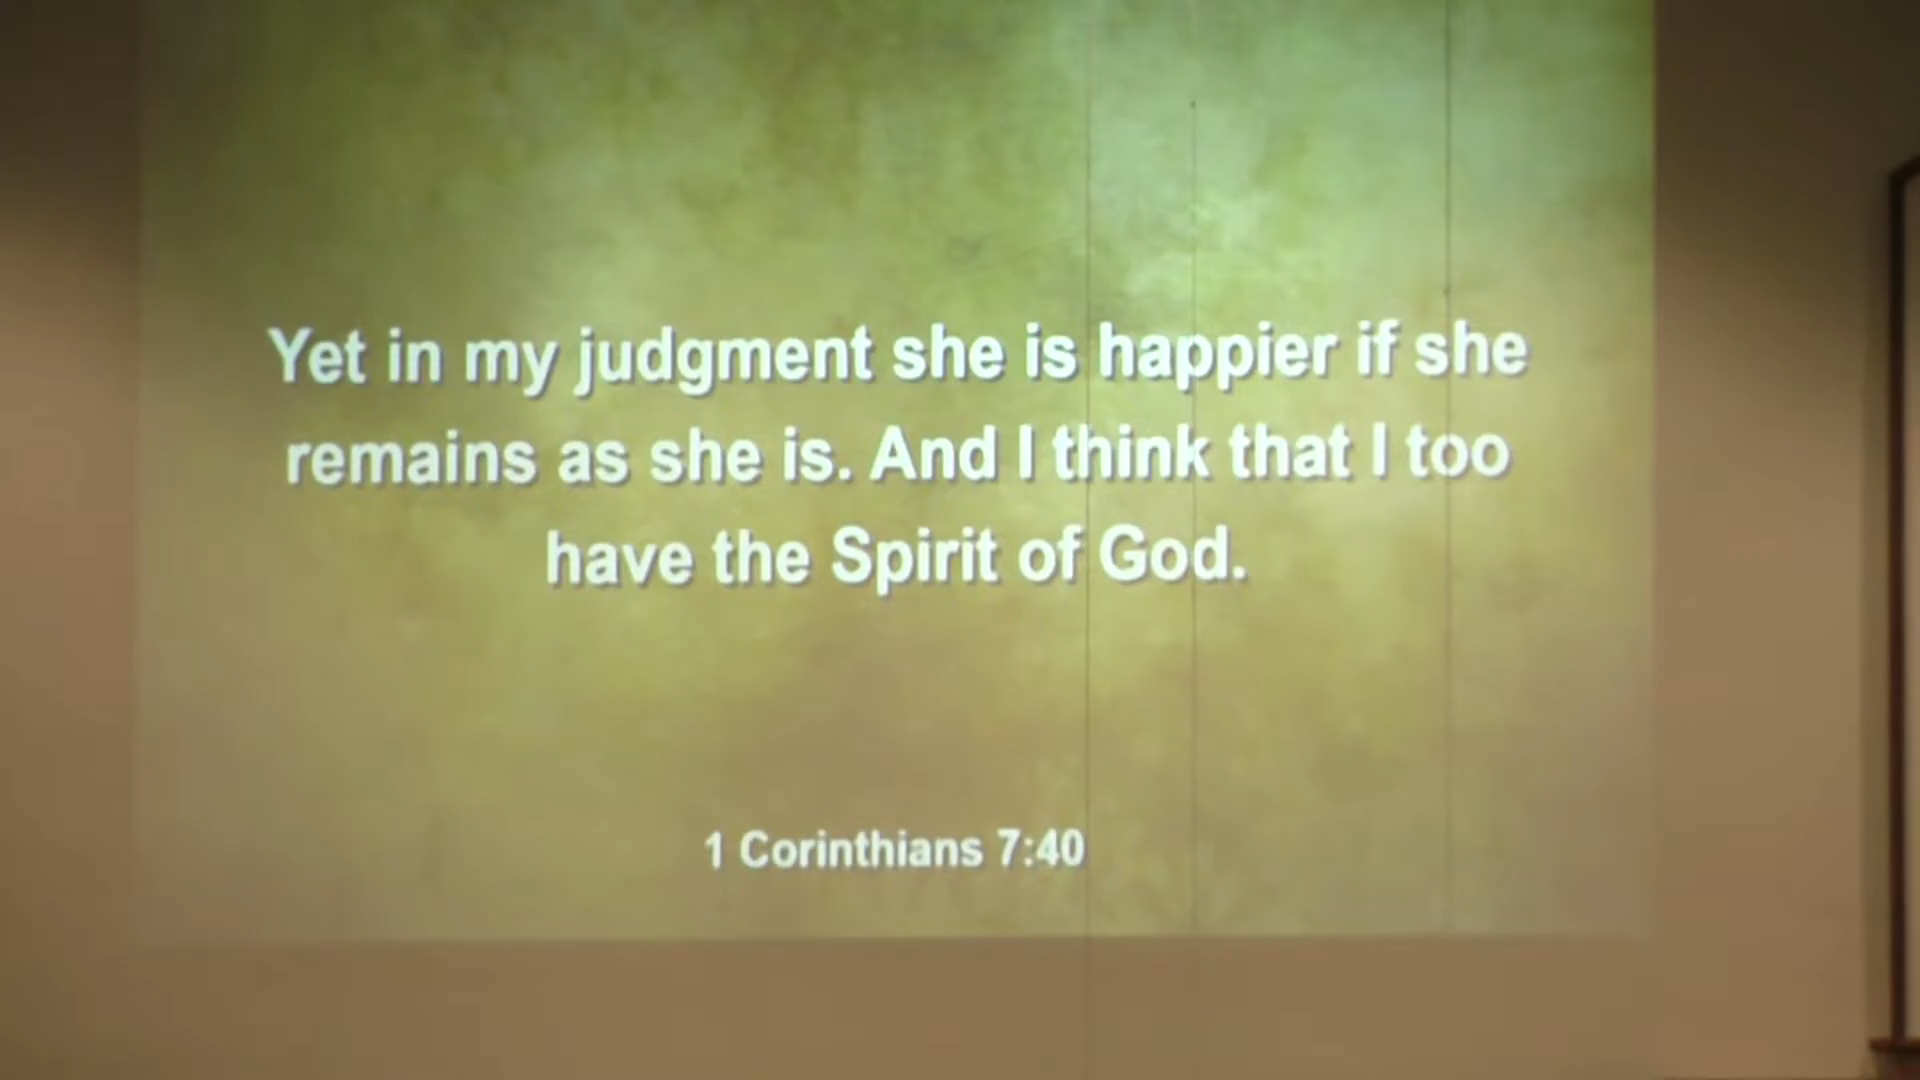 Yet in my judgment she is happier if she
remains as she is. And I think that I too
have the Spirit of God.
1 Corinthians 7:40